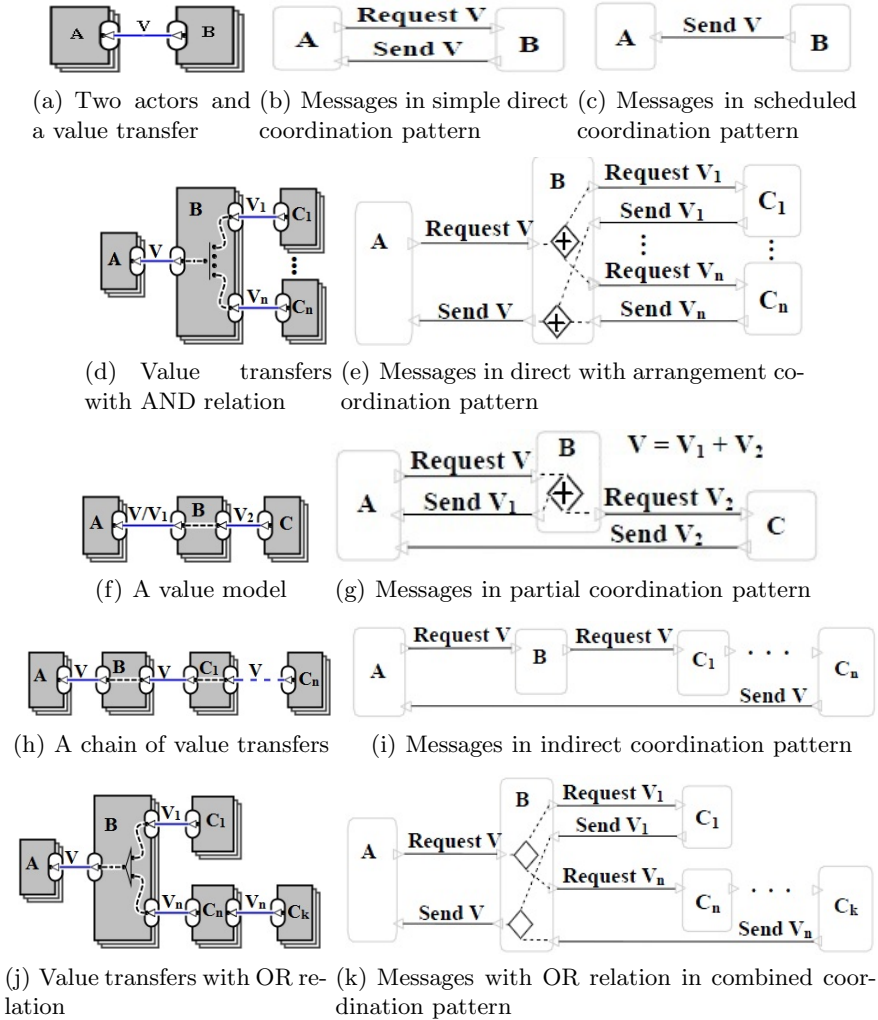 A V B
A Request V Send V B
A Send V B
(a) Two actors and a value transfer
(b) Messages in simple direct coordination pattern
(c) Messages in scheduled coordination pattern
A V B V1 C1 Vn Cn
A Request V Send V B Request V1 Send V1 Request Vn Send Vn C1 Cn
(d) Value transfers with AND relation
(e) Messages in direct with arrangement co-
ordination pattern
A V/V1 B V2 C
A Request V Send V1 B V = V1 + V2 Request V2 Send V2 C
(f) A value model
(g) Messages in partial coordination pattern
A V B V C1 V Cn
A Request V B Request V C1 . . . Cn Send V
(h) A chain of value transfers
(i) Messages in indirect coordination pattern
A V B V1 C1 Vn Cn Vn Ck
A Request V Send V B Request V1 Send V1 C1 Request Vn Cn . . . Ck Send Vn
(j) Value transfers with OR re-
lation
(k) Messages with OR relation in combined coor-
dination pattern